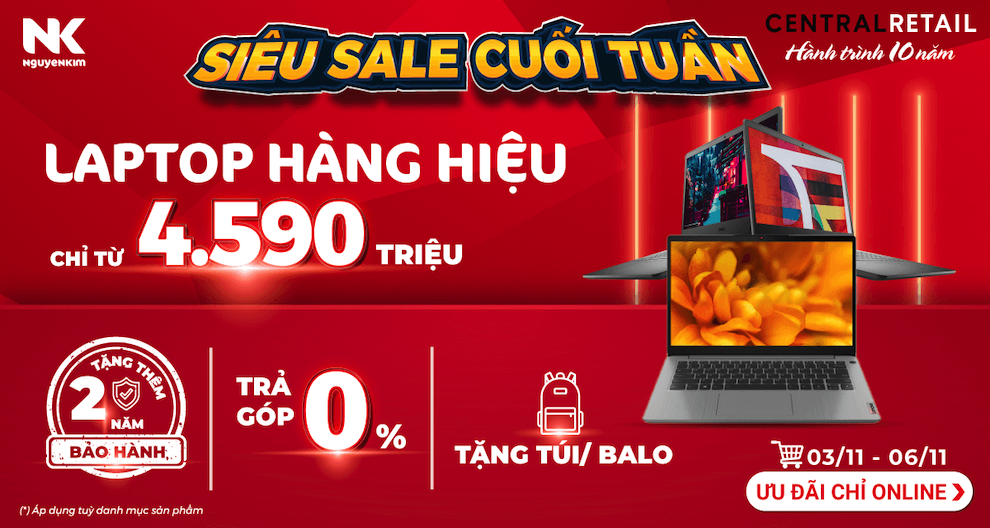 NK
NGUYENKIM
SIÊU SALE CUỐI TUẦN
CENTRAL RETAIL
Hành trình 10 năm
LAPTOP HÀNG HIỆU
CHỈ TỪ 4.590 TRIỆU
TẶNG THÊM
2
NĂM
BẢO HÀNH
TRẢ
GÓP 0%
TẶNG TÚI/ BALO
03/11 - 06/11
ƯU ĐÃI CHỈ ONLINE
(*) Áp dụng tuỳ danh mục sản phẩm